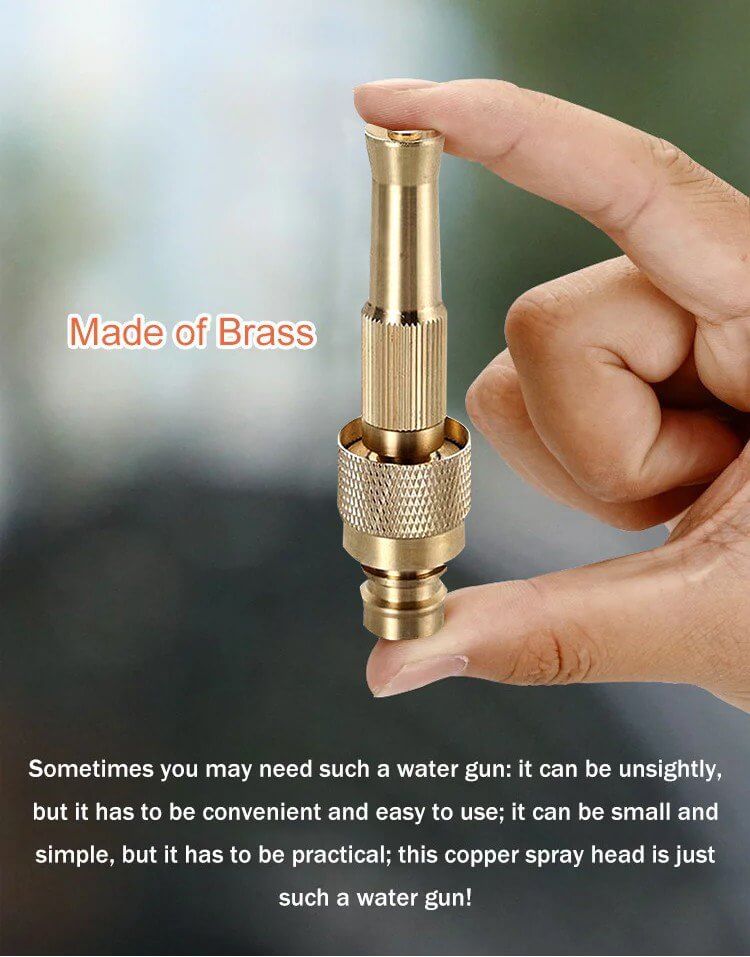 Made of Brass
Sometimes you may need such a water gun: it can be unsightly,
but it has to be convenient and easy to use; it can be small and
simple, but it has to be practical; this copper spray head is just
such a water gun!